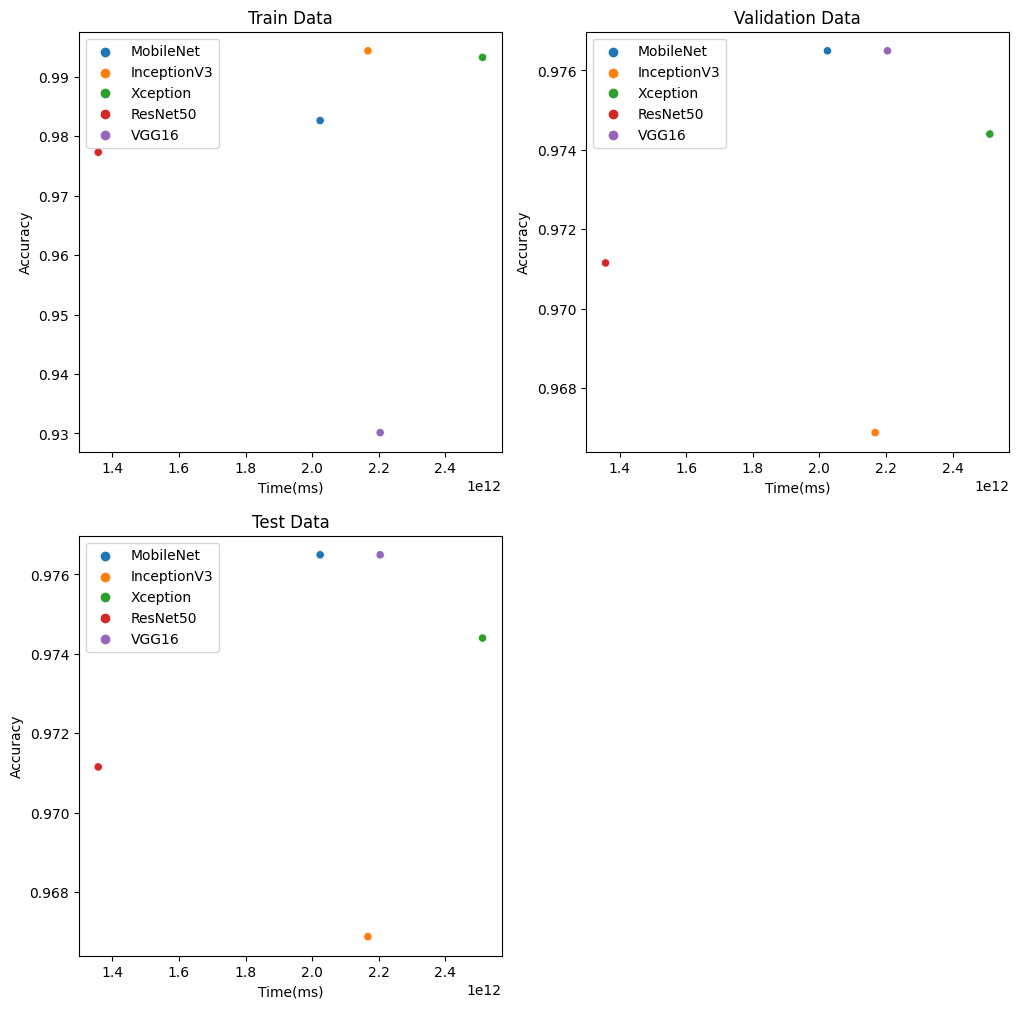 Train Data
MobileNet
InceptionV3
Xception
ResNet50
VGG16
0.99
0.98
0.97
0.96
0.95
0.94
0.93
Accuracy
1.4 1.6 1.8 2.0 2.2 2.4
1e12
Time(ms)
Validation Data
MobileNet
InceptionV3
Xception
ResNet50
VGG16
0.976
0.974
0.972
0.970
0.968
Accuracy
1.4 1.6 1.8 2.0 2.2 2.4
1e12
Time(ms)
Test Data
MobileNet
InceptionV3
Xception
ResNet50
VGG16
0.976
0.974
0.972
0.970
0.968
Accuracy
1.4 1.6 1.8 2.0 2.2 2.4
1e12
Time(ms)